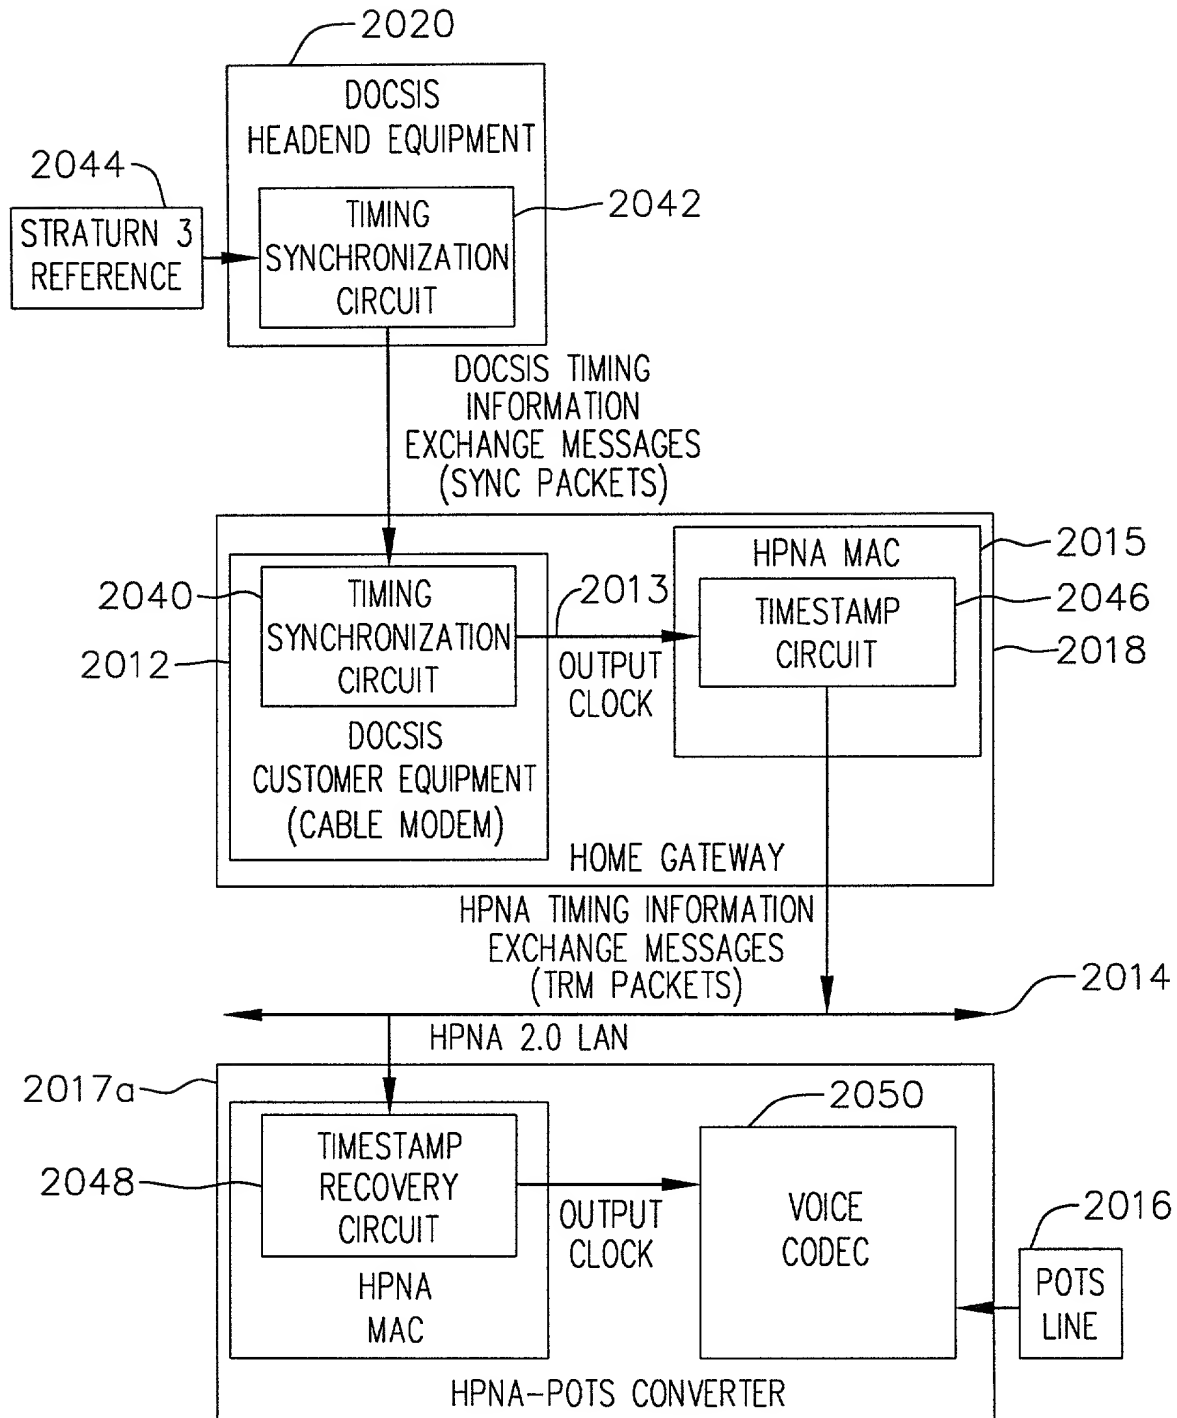 2020
DOCSIS
HEADEND EQUIPMENT
2044
STRATURN 3
REFERENCE
TIMING
SYNCHRONIZATION
CIRCUIT
2042
DOCSIS TIMING
INFORMATION
EXCHANGE MESSAGES
(SYNC PACKETS)
2040
2012
TIMING
SYNCHRONIZATION
CIRCUIT
DOCSIS
CUSTOMER EQUIPMENT
(CABLE MODEM)
2013
OUTPUT
CLOCK
HPNA MAC
TIMESTAMP
CIRCUIT
2015
2046
2018
HOME GATEWAY
HPNA TIMING INFORMATION
EXCHANGE MESSAGES
(TRM PACKETS)
2014
HPNA 2.0 LAN
2017a
2048
TIMESTAMP
RECOVERY
CIRCUIT
HPNA
MAC
OUTPUT
CLOCK
2050
VOICE
CODEC
2016
POTS
LINE
HPNA-POTS CONVERTER